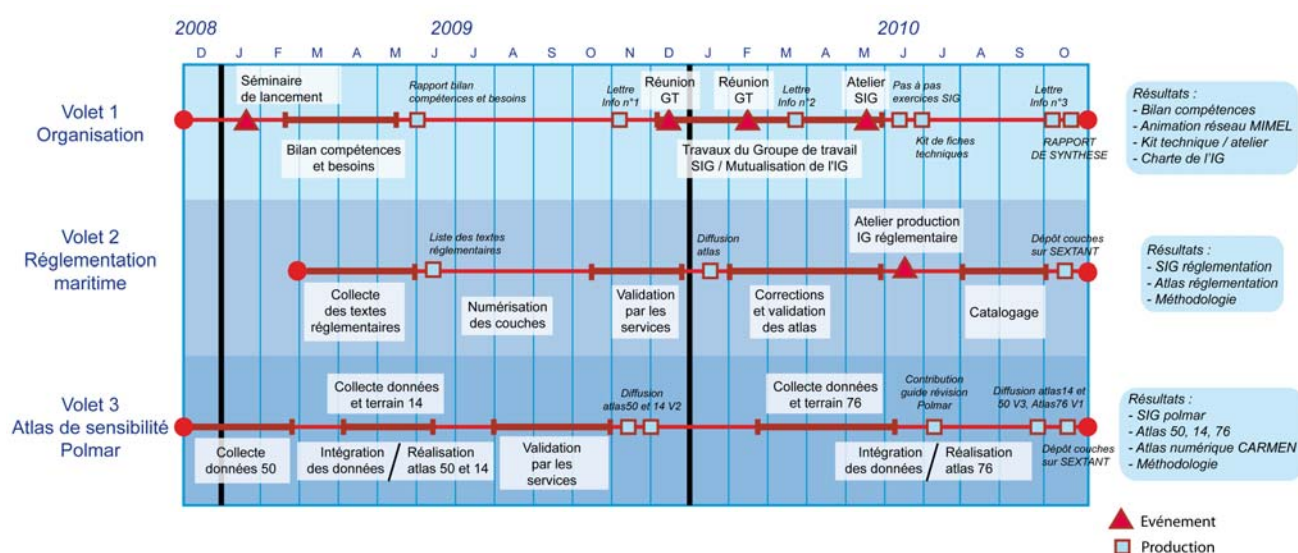 2008 2009 2010
D J F M A M J J A S O N D J F M A M J J A S O
Volet 1
Organisation
Séminaire
de lancement
Rapport bilan
compétences et besoins
Lettre
Info n°1
Réunion
GT
Réunion
GT
Lettre
Info n°2
Atelier
SIG
Pas à pas
exercices SIG
Lettre
Info n°3
Bilan compétences
et besoins
Travaux du Groupe de travail
SIG / Mutualisation de l'IG
Kit de fiches
techniques
RAPPORT
DE SYNTHESE
Résultats :
- Bilan compétences
- Animation réseau MIMEL
- Kit technique / atelier
- Charte de l'IG
Volet 2
Réglementation
maritime
Liste des textes
réglementaires
Diffusion
atlas
Atelier production
IG réglementaire
Dépôt couches
sur SEXTANT
Collecte
des textes
réglementaires
Numérisation
des couches
Validation
par les
services
Corrections
et validation
des atlas
Catalogage
Résultats :
- SIG réglementation
- Atlas réglementation
- Méthodologie
Volet 3
Atlas de sensibilité
Polmar
Collecte données
et terrain 14
Diffusion
atlas50 et 14 V2
Collecte données
et terrain 76
Contribution
guide révision
Polmar
Diffusion atlas14 et
50 V3, Atlas76 V1
Collecte
données 50
Intégration
des données
/
Réalisation
atlas 50 et 14
Validation
par les
services
Intégration
des données
/
Réalisation
atlas 76
Dépôt couches
sur SEXTANT
Résultats :
- SIG polmar
- Atlas 50, 14, 76
- Atlas numérique CARMEN
- Méthodologie
Evénement
Production